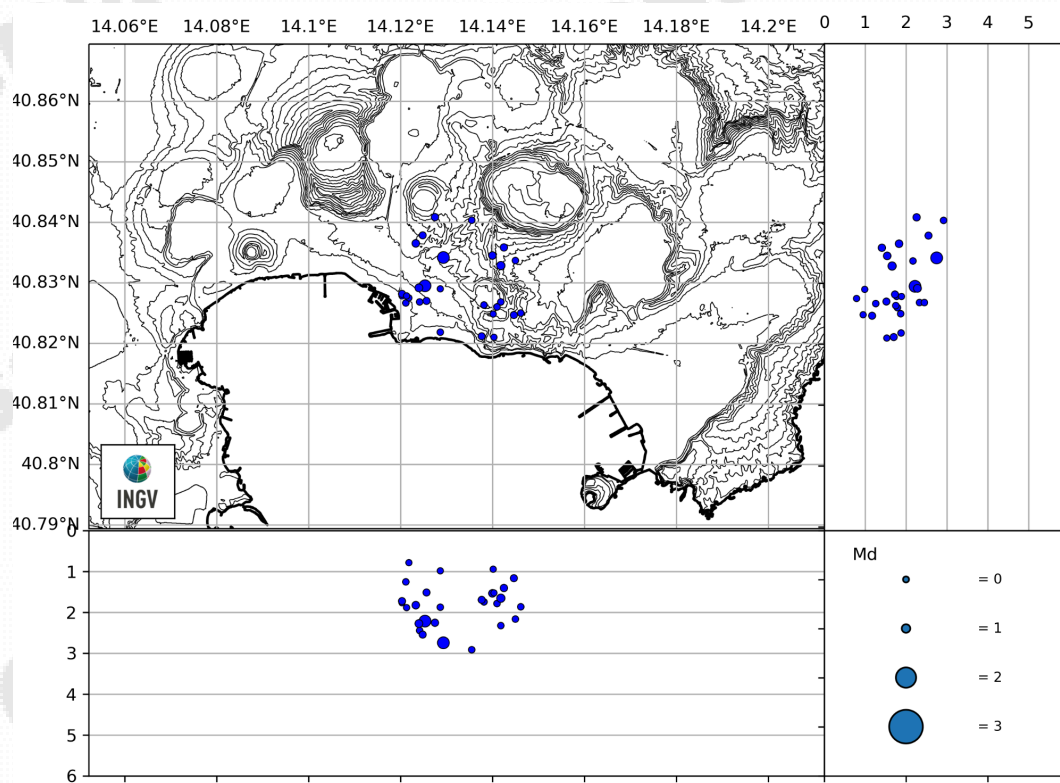 14.06°E 14.08°E 14.1°E 14.12°E 14.14°E 14.16°E 14.18°E 14.2°E 0 1 2 3 4 5
40.86°N
40.85°N
40.84°N
40.83°N
40.82°N
40.81°N
40.8°N
40.79°N
INGV
0
1
2
3
4
5
6
Md
= 0
= 1
= 2
= 3